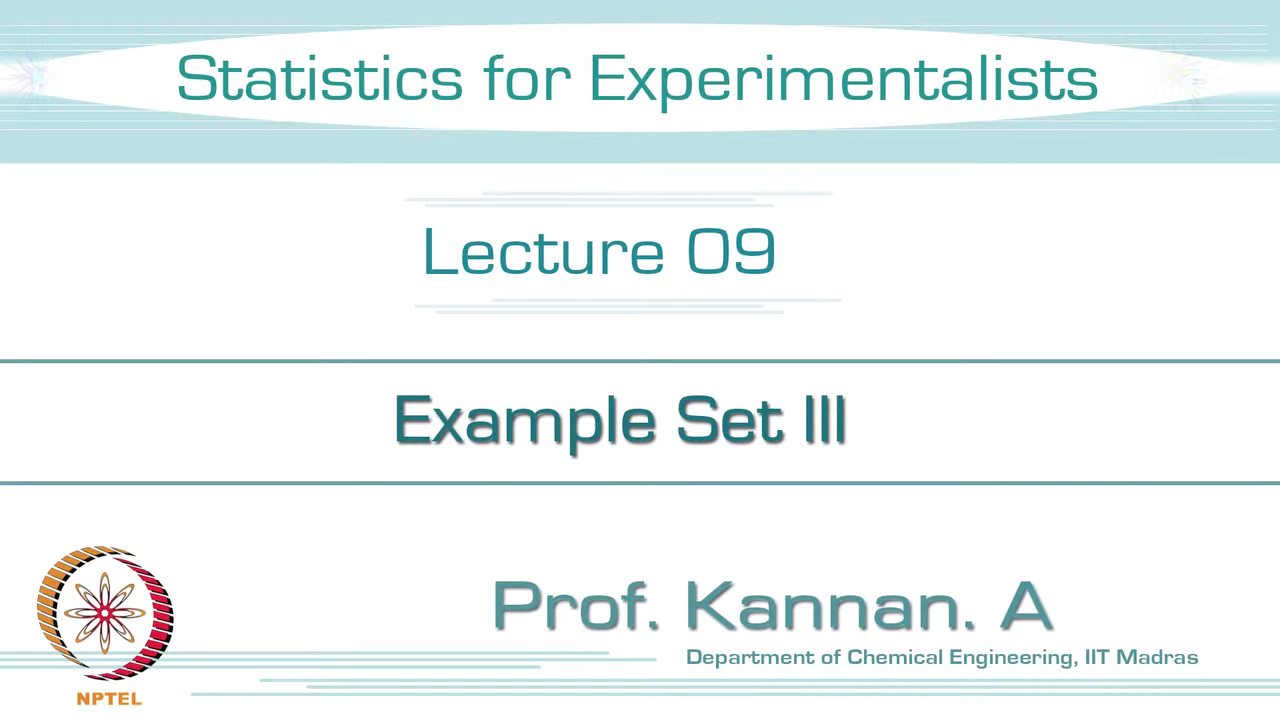 Statistics for Experimentalists
Lecture 09
Example Set III
Prof. Kannan. A
Department of Chemical Engineering, IIT Madras
NPTEL